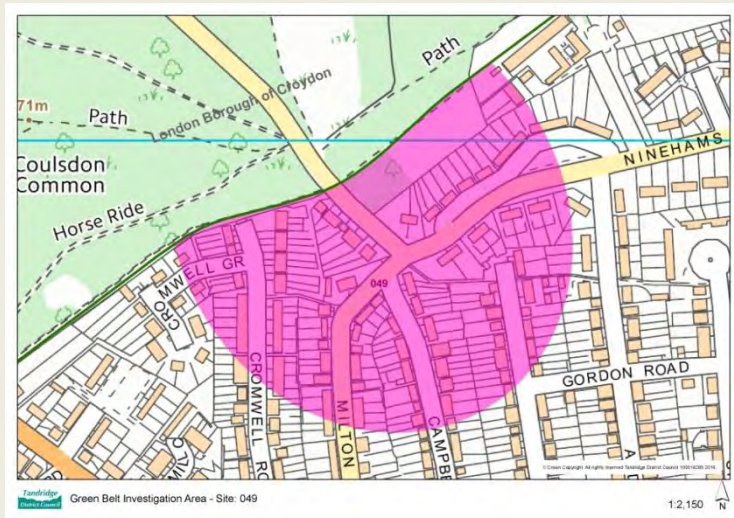 Path
London Borough of Croydon
71m
Path
NINEHAMS
Coulsdon
Common
Horse Ride
CROMWELL GR
049
GORDON ROAD
CROMWELL RO
MILTON
CAMPBE
Tandridge
District Council
Green Belt Investigation Area - Site: 049
1:2,150
N